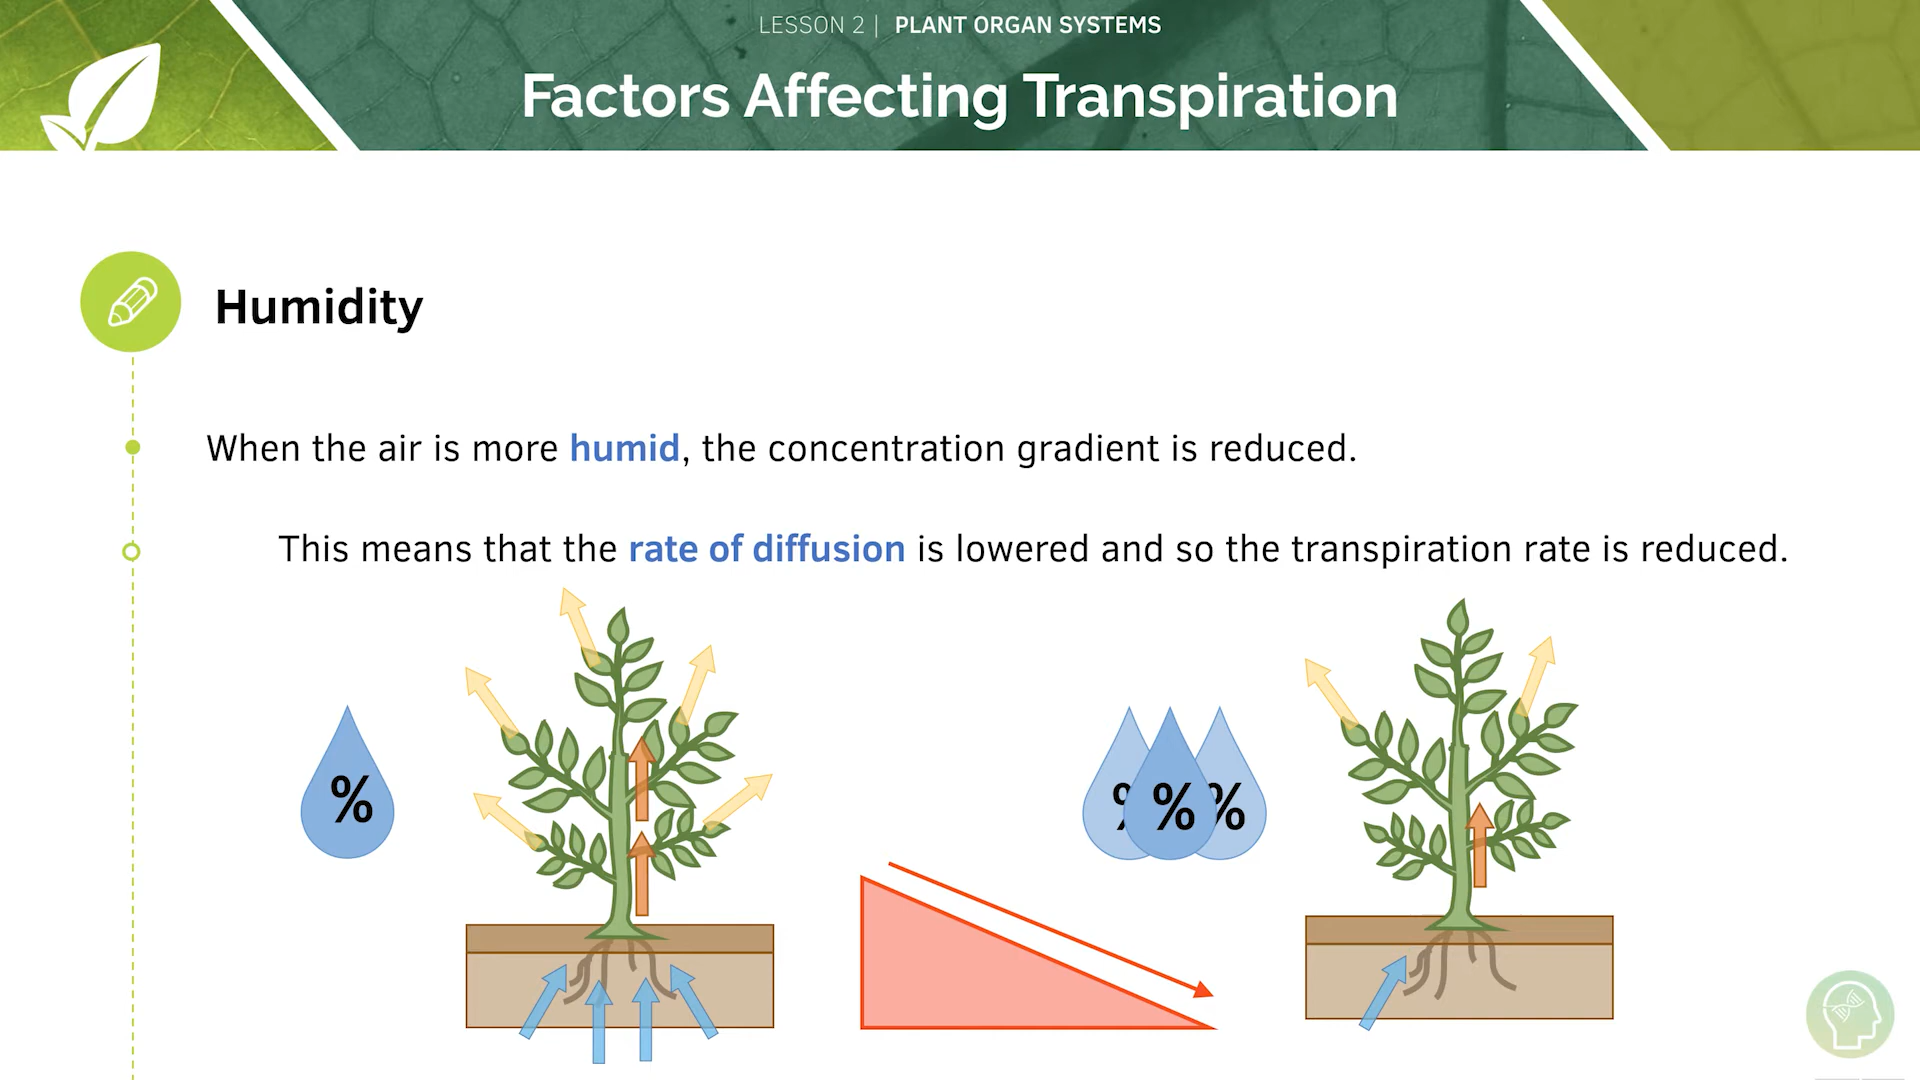 LESSON 2 | PLANT ORGAN SYSTEMS
Factors Affecting Transpiration
Humidity
When the air is more humid, the concentration gradient is reduced.
This means that the rate of diffusion is lowered and so the transpiration rate is reduced.
%
% % %